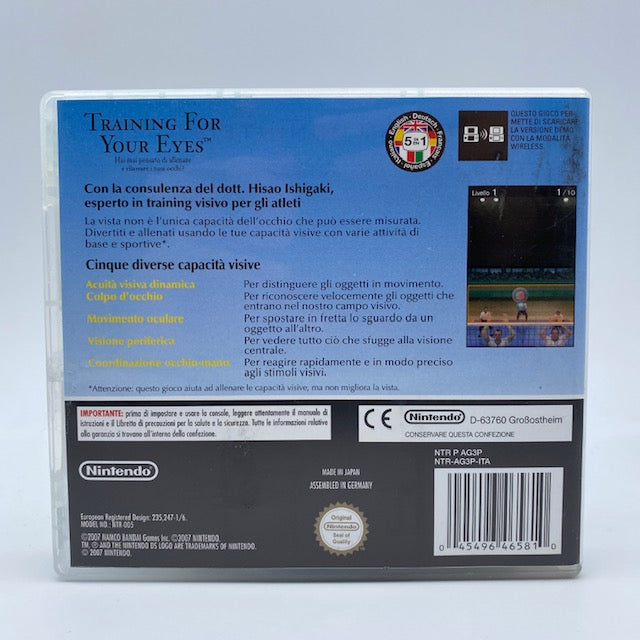 TRAINING FOR
YOUR EYES™
Hai mai pensato di allenare
e rilassare i tuoi occhi?
English · Deutsch · Français · Español · Italiano
5 in 1
QUESTO GIOCO PER-
METTE DI SCARICARE
LA VERSIONE DEMO
CON LA MODALITÀ
WIRELESS.
Con la consulenza del dott. Hisao Ishigaki,
esperto in training visivo per gli atleti
La vista non è l'unica capacità dell'occhio che può essere misurata.
Divertiti e allenati usando le tue capacità visive con varie attività di
base e sportive*.
Livello 1 1/10
Cinque diverse capacità visive
Acuità visiva dinamica Per distinguere gli oggetti in movimento.
Colpo d'occhio Per riconoscere velocemente gli oggetti che
entrano nel nostro campo visivo.
Movimento oculare Per spostare in fretta lo sguardo da un
oggetto all'altro.
Visione periferica Per vedere tutto ciò che sfugge alla visione
centrale.
Coordinazione occhio-mano Per reagire rapidamente e in modo preciso
agli stimoli visivi.
*Attenzione: questo gioco aiuta ad allenare le capacità visive, ma non migliora la vista.
IMPORTANTE: prima di impostare e usare la console, leggere attentamente il manuale di
istruzioni e il Libretto di precauzioni per la salute e la sicurezza. Tutte le informazioni relative
alla garanzia si trovano all'interno della confezione.
CE Nintendo D-63760 Großostheim
CONSERVARE QUESTA CONFEZIONE
Nintendo
MADE IN JAPAN
ASSEMBLED IN GERMANY
NTR P AG3P
NTR-AG3P-ITA
European Registered Design: 235,247-1/6.
MODEL NO.: NTR 005
©2007 NAMCO BANDAI Games Inc. ©2007 NINTENDO.
TM, ® AND THE NINTENDO DS LOGO ARE TRADEMARKS OF NINTENDO.
© 2007 NINTENDO.
Original
Nintendo
Seal of
Quality
0 45496 46581 0